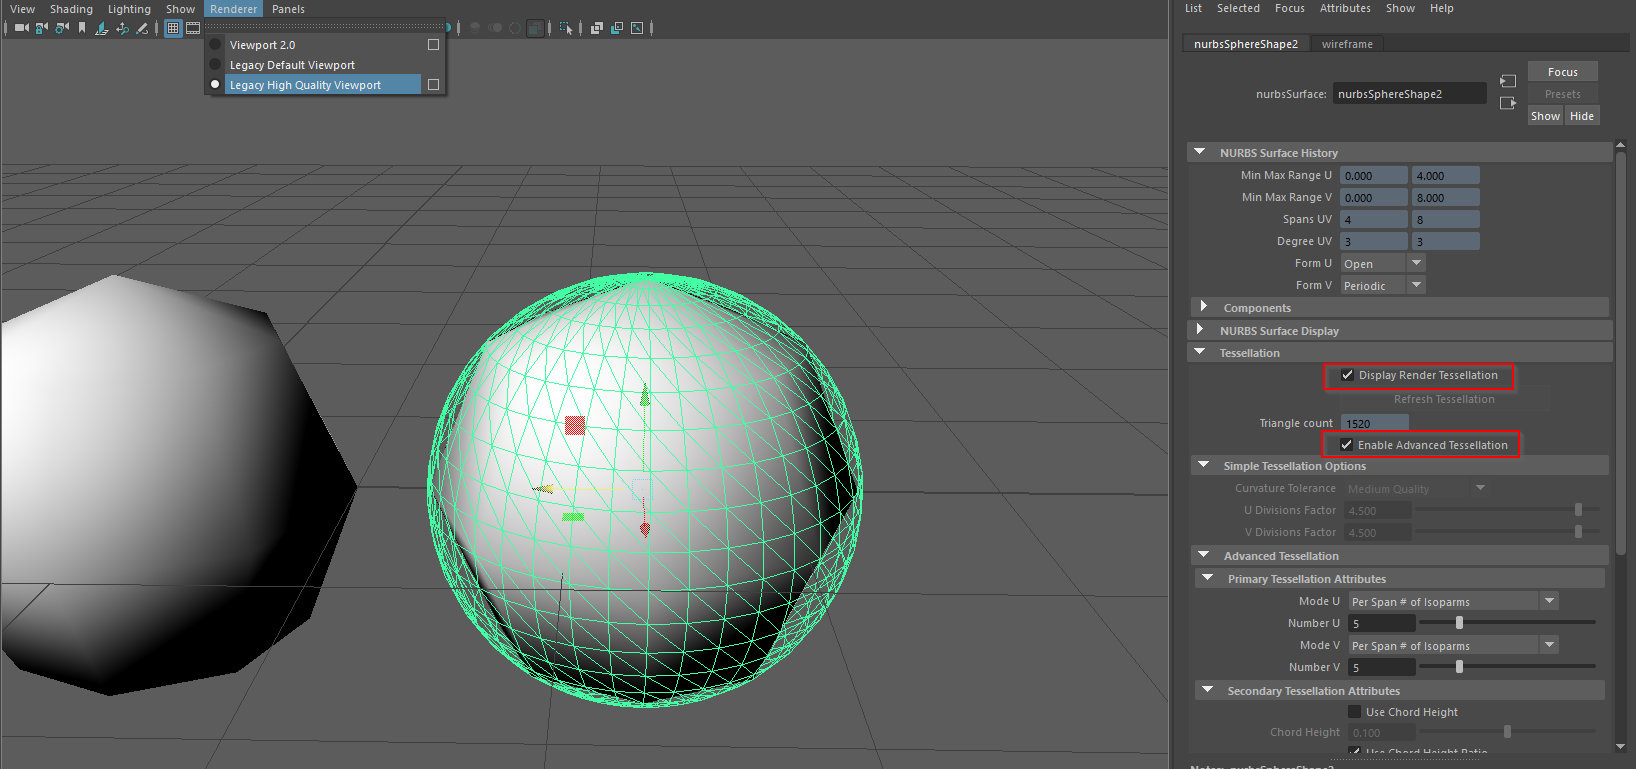 View Shading Lighting Show Renderer Panels
Viewport 2.0
Legacy Default Viewport
Legacy High Quality Viewport
List Selected Focus Attributes Show Help
nurbsSphereShape2 wireframe
Focus
nurbsSurface: nurbsSphereShape2
Presets
Show Hide
NURBS Surface History
Min Max Range U 0.000 4.000
Min Max Range V 0.000 8.000
Spans UV 4 8
Degree UV 3 3
Form U Open
Form V Periodic
Components
NURBS Surface Display
Tessellation
Display Render Tessellation
Refresh Tessellation
Triangle count 1520
Enable Advanced Tessellation
Simple Tessellation Options
Curvature Tolerance Medium Quality
U Divisions Factor 4.500
V Divisions Factor 4.500
Advanced Tessellation
Primary Tessellation Attributes
Mode U Per Span # of Isoparms
Number U 5
Mode V Per Span # of Isoparms
Number V 5
Secondary Tessellation Attributes
Use Chord Height
Chord Height 0.100
Use Chord Height Ratio
Notes: nurbsSphereShape2